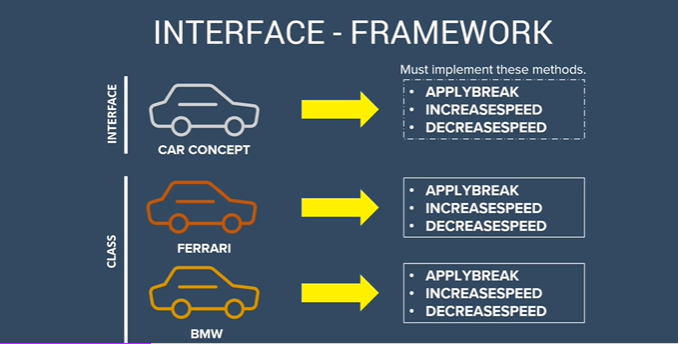 INTERFACE - FRAMEWORK
Must implement these methods.
INTERFACE
CAR CONCEPT
• APPLYBREAK
• INCREASESPEED
• DECREASESPEED
CLASS
FERRARI
• APPLYBREAK
• INCREASESPEED
• DECREASESPEED
BMW
• APPLYBREAK
• INCREASESPEED
• DECREASESPEED